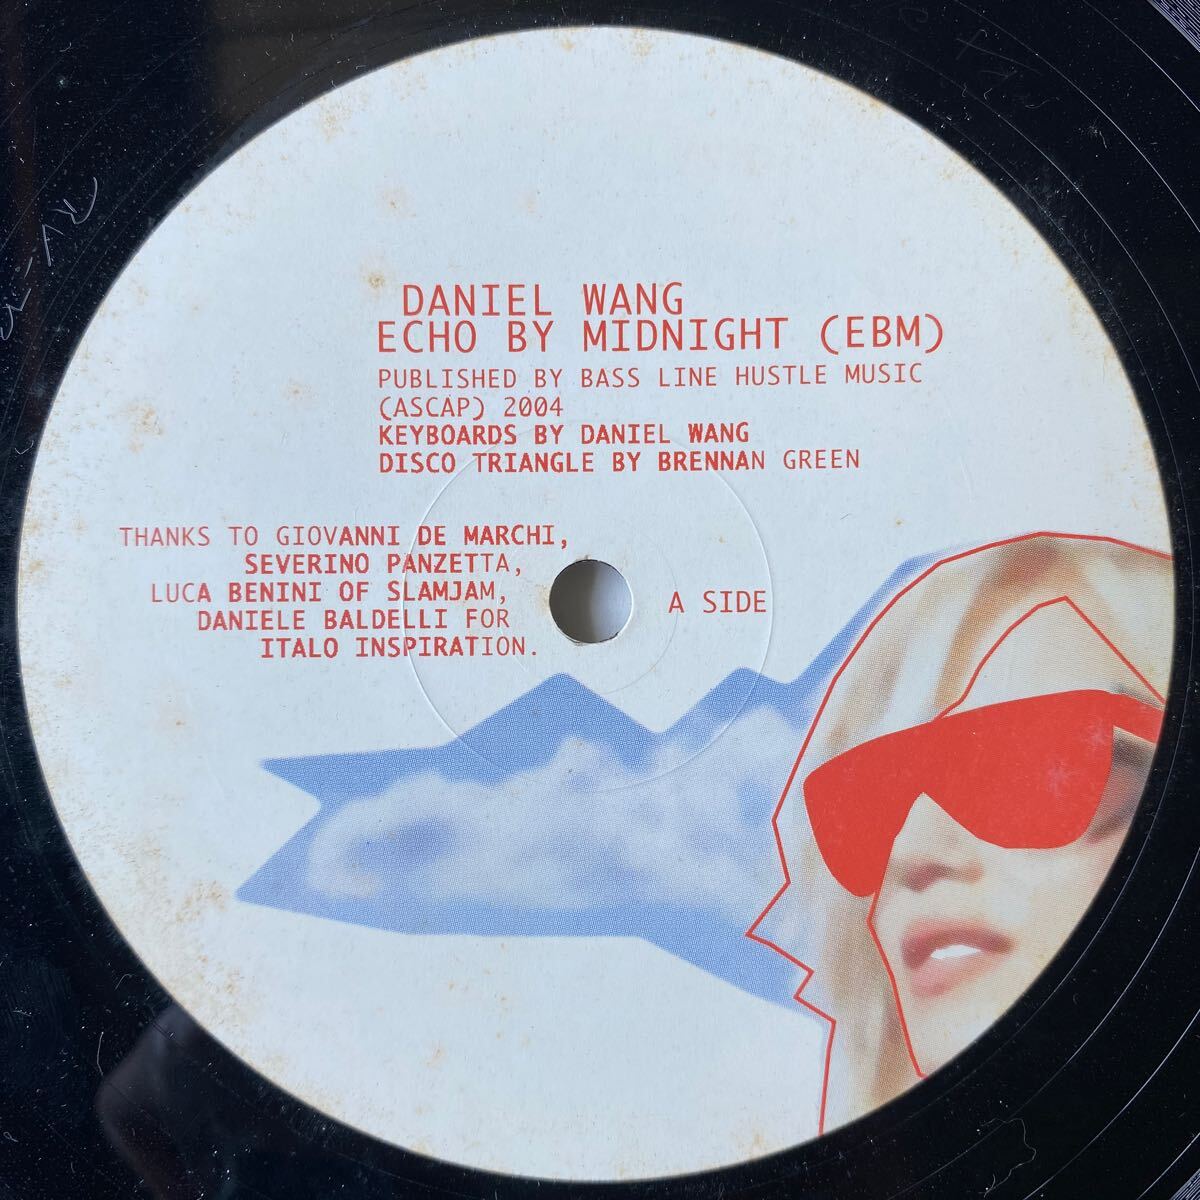 DANIEL WANG
ECHO BY MIDNIGHT (EBM)
PUBLISHED BY BASS LINE HUSTLE MUSIC
(ASCAP) 2004
KEYBOARDS BY DANIEL WANG
DISCO TRIANGLE BY BRENNAN GREEN
THANKS TO GIOVANNI DE MARCHI,
SEVERINO PANZETTA,
LUCA BENINI OF SLAMJAM,
DANIELE BALDELLI FOR
ITALO INSPIRATION.
A SIDE